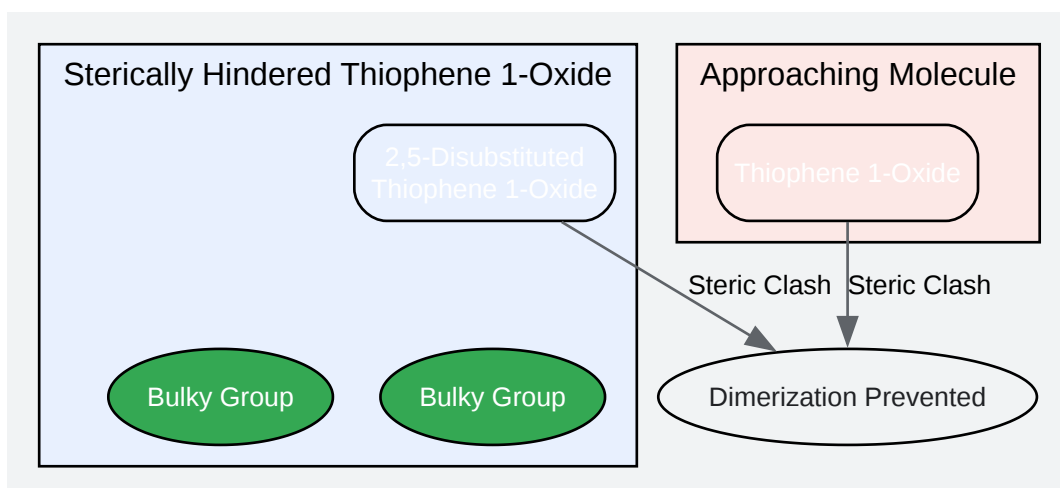 Sterically Hindered Thiophene 1-Oxide
Approaching Molecule
2,5-Disubstituted
Thiophene 1-Oxide
Thiophene 1-Oxide
Steric Clash
Steric Clash
Bulky Group
Bulky Group
Dimerization Prevented